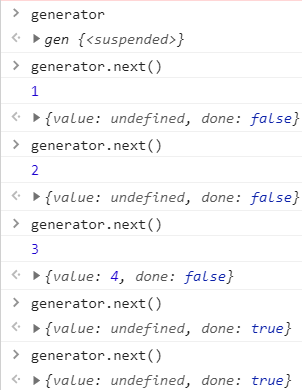 generator
gen {<suspended>}
generator.next()
1
{value: undefined, done: false}
generator.next()
2
{value: undefined, done: false}
generator.next()
3
{value: 4, done: false}
generator.next()
{value: undefined, done: true}
generator.next()
{value: undefined, done: true}